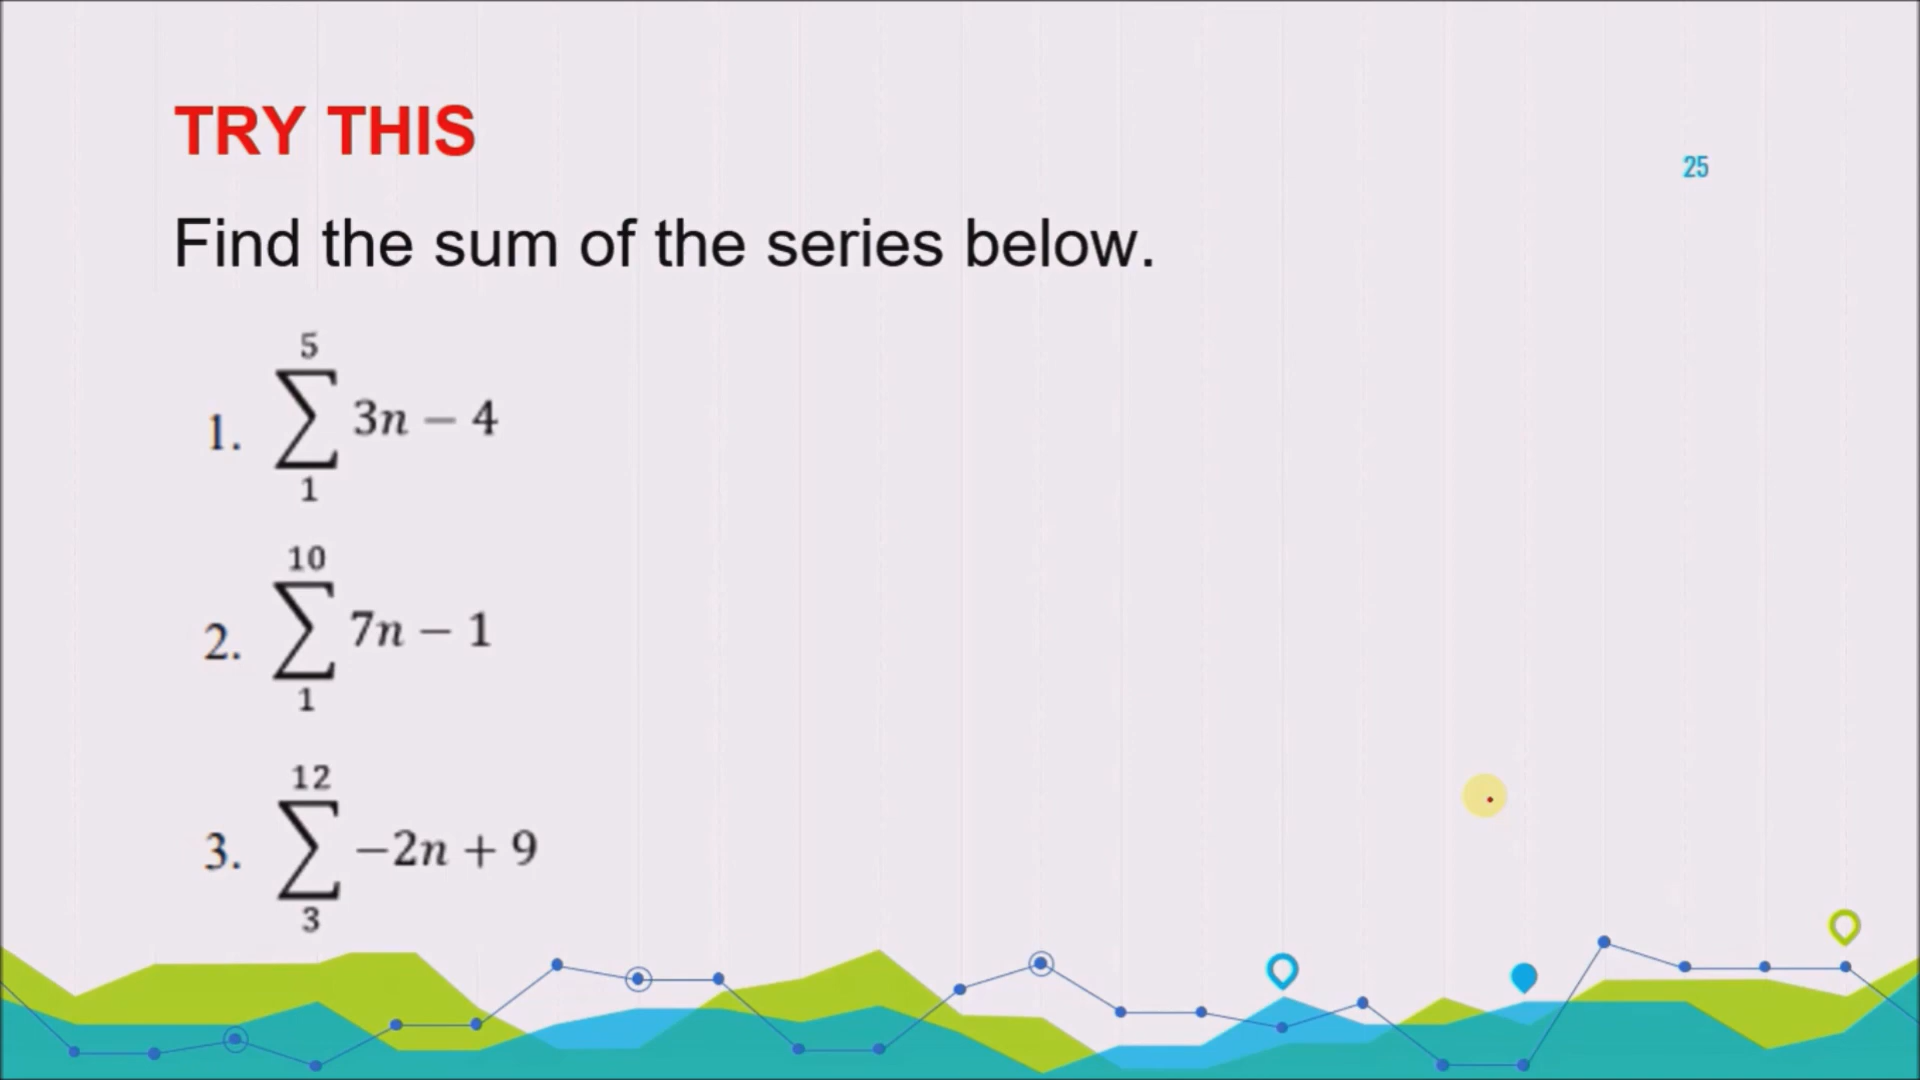 TRY THIS
25
Find the sum of the series below.
5
1. ∑ 3n − 4
1
10
2. ∑ 7n − 1
1
12
3. ∑ −2n + 9
3